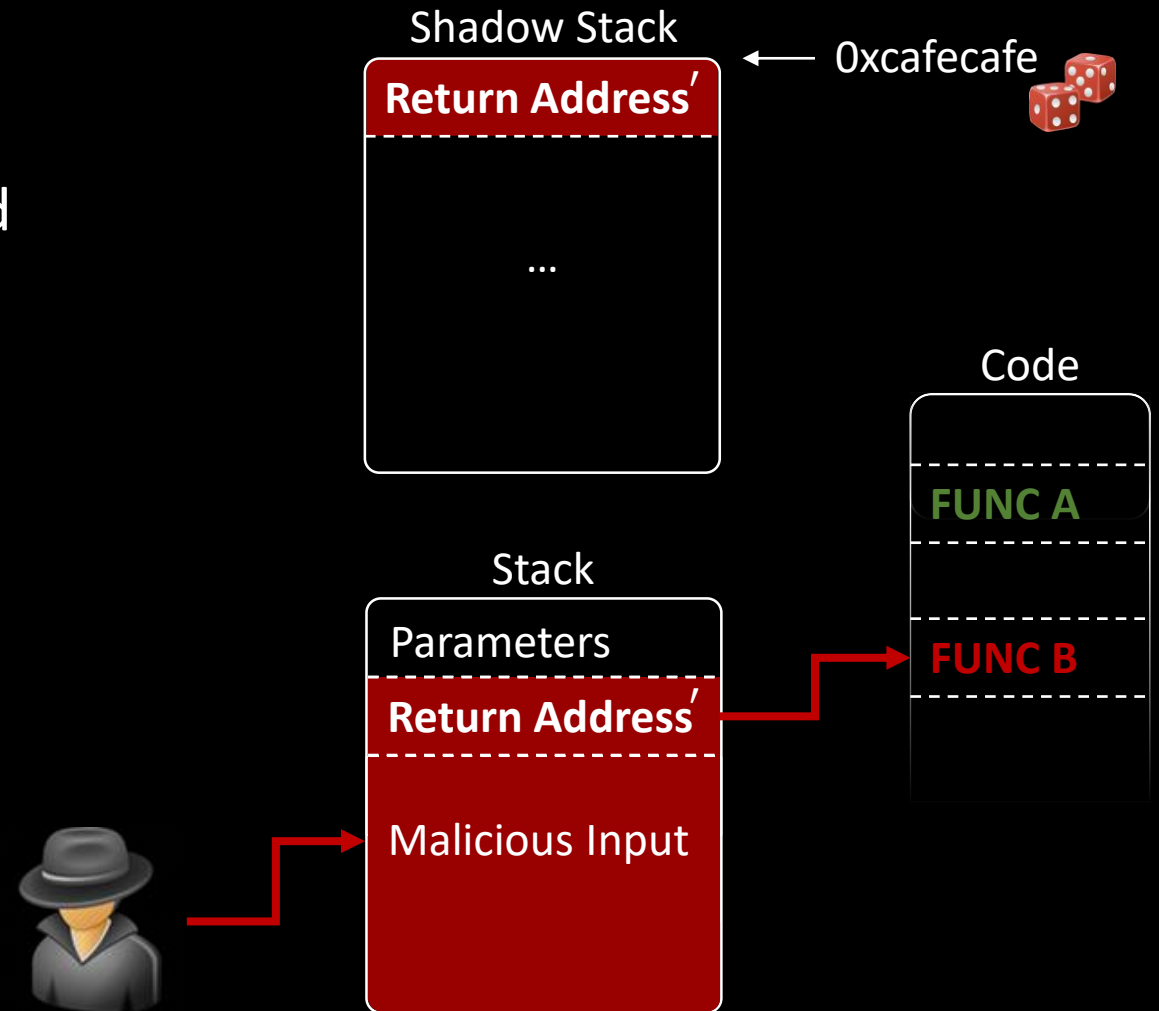 Shadow Stack
0xcafecafe
Return Address′
…
Code
FUNC A
Stack
Parameters
FUNC B
Return Address′
Malicious Input